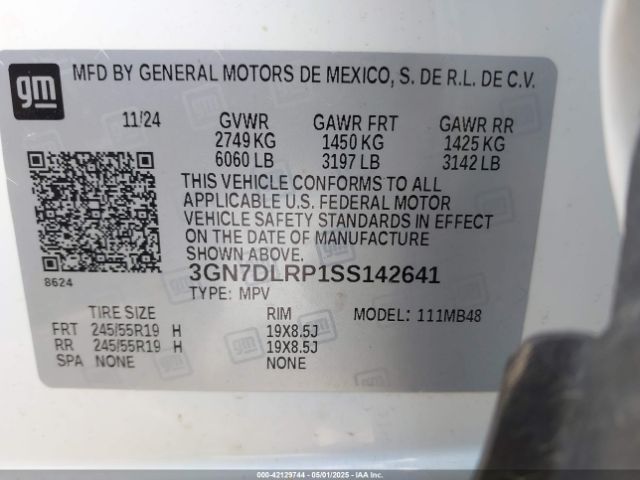 gm
MFD BY GENERAL MOTORS DE MEXICO, S. DE R.L. DE C.V.
11/24 GVWR GAWR FRT GAWR RR
2749 KG 1450 KG 1425 KG
6060 LB 3197 LB 3142 LB
THIS VEHICLE CONFORMS TO ALL
APPLICABLE U.S. FEDERAL MOTOR
VEHICLE SAFETY STANDARDS IN EFFECT
ON THE DATE OF MANUFACTURE
SHOWN ABOVE.
8624 3GN7DLRP1SS142641
TYPE: MPV
TIRE SIZE RIM MODEL: 111MB48
FRT 245/55R19 H 19X8.5J
RR 245/55R19 H 19X8.5J
SPA NONE NONE
000-42129744 - 05/01/2025 - IAAI.COM